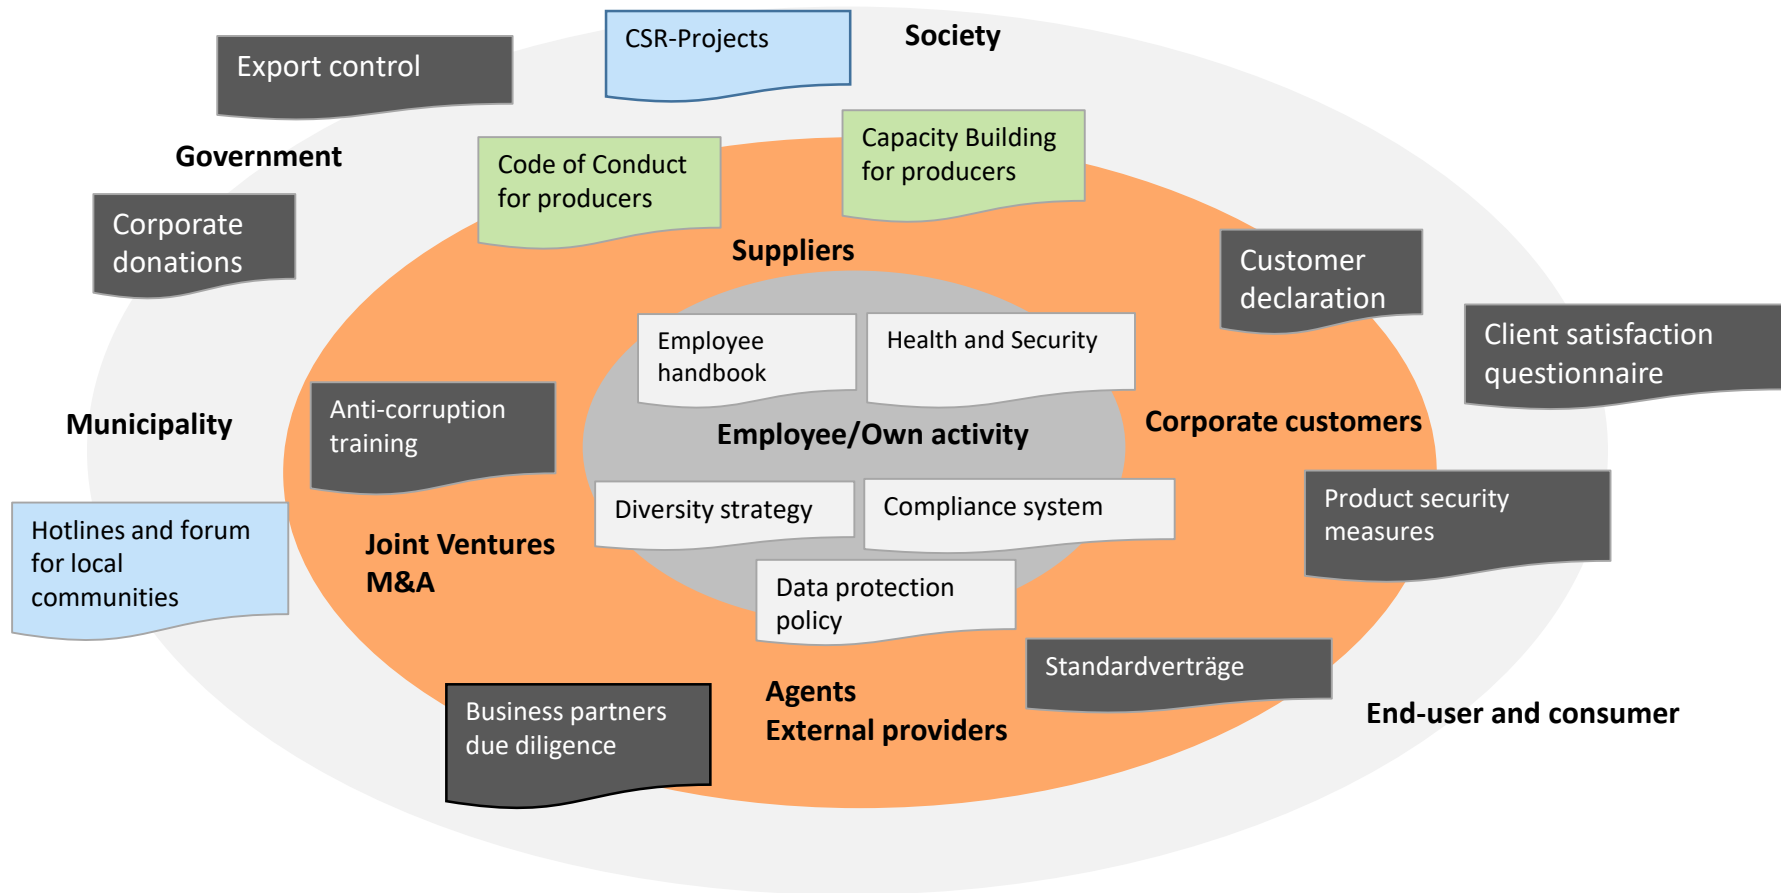 CSR-Projects
Society
Export control
Government
Code of Conduct
for producers
Capacity Building
for producers
Corporate
donations
Suppliers
Customer
declaration
Employee
handbook
Health and Security
Client satisfaction
questionnaire
Municipality
Anti-corruption
training
Employee/Own activity
Corporate customers
Hotlines and forum
for local
communities
Joint Ventures
M&A
Diversity strategy
Compliance system
Product security
measures
Data protection
policy
Standardverträge
Business partners
due diligence
Agents
External providers
End-user and consumer